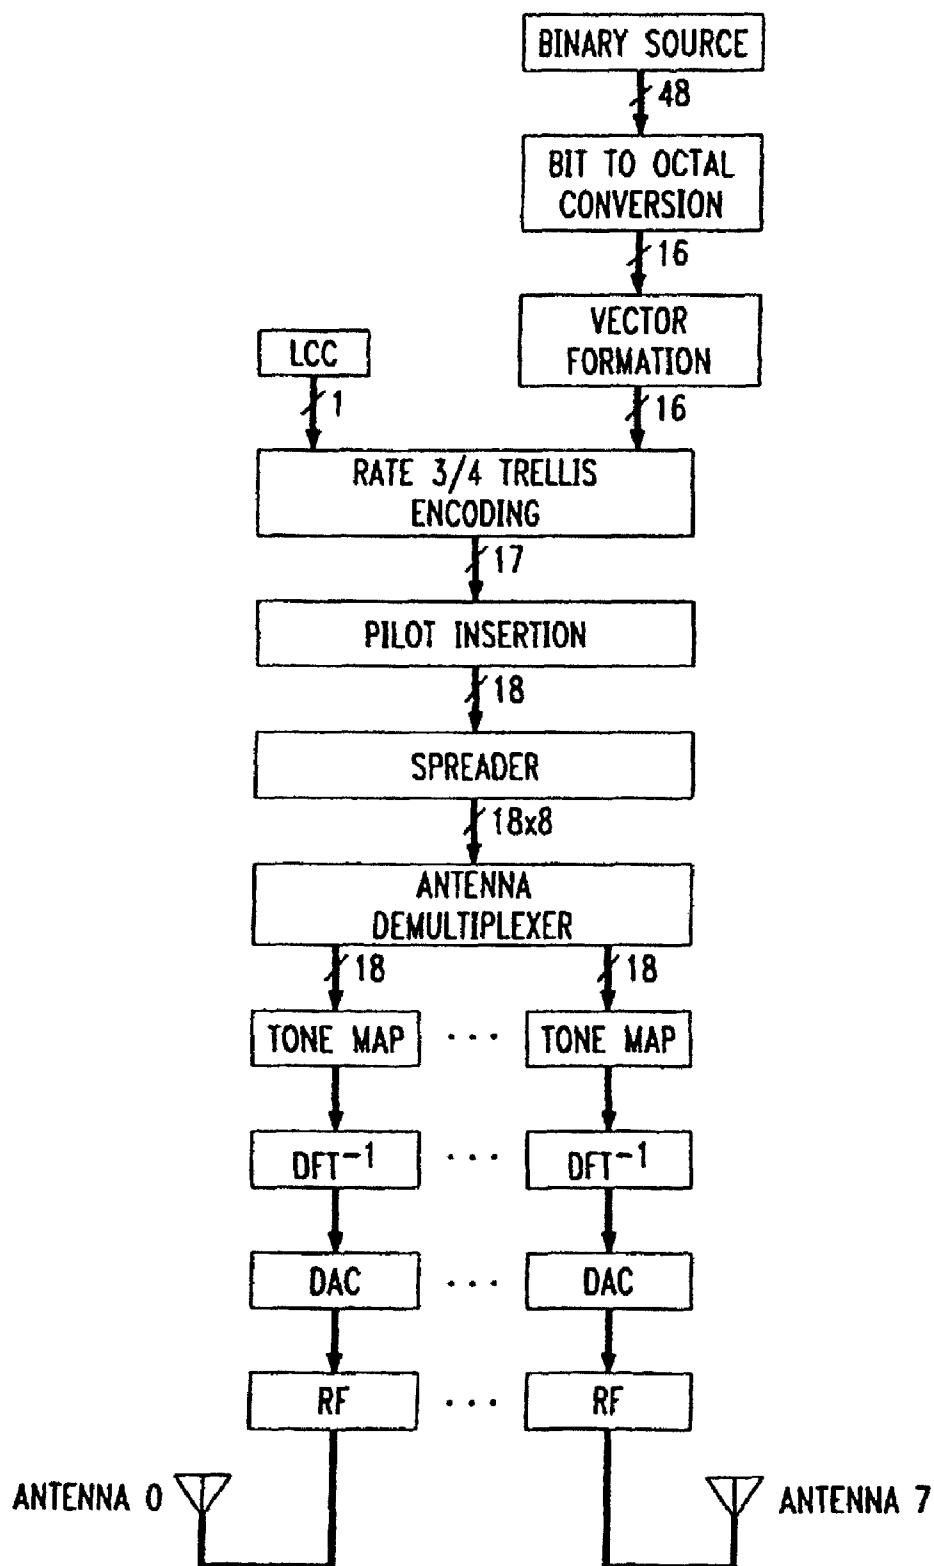 BINARY SOURCE
48
BIT TO OCTAL
CONVERSION
16
VECTOR
FORMATION
LCC
1
16
RATE 3/4 TRELLIS
ENCODING
17
PILOT INSERTION
18
SPREADER
18x8
ANTENNA
DEMULTIPLEXER
18
18
TONE MAP ... TONE MAP
DFT⁻¹ ... DFT⁻¹
DAC ... DAC
RF ... RF
ANTENNA 0
ANTENNA 7